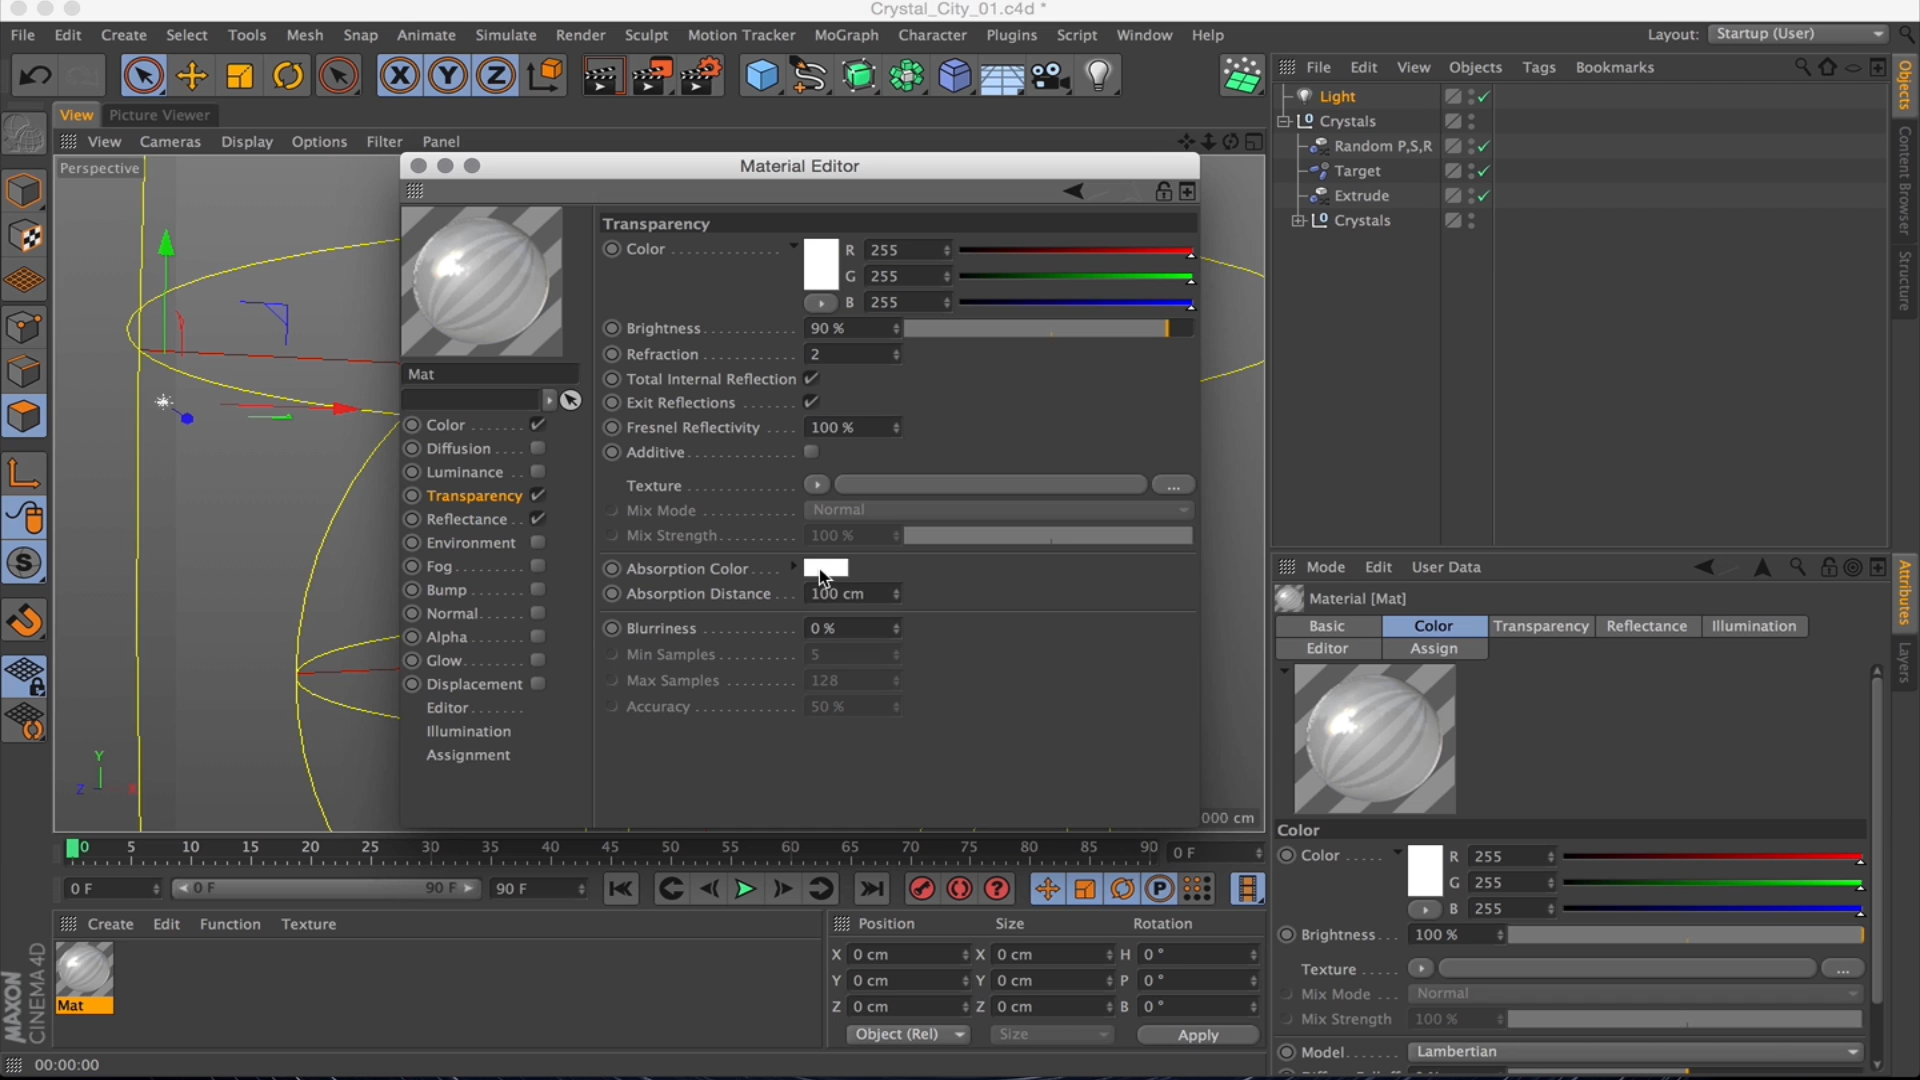 Crystal_City_01.c4d *
File Edit Create Select Tools Mesh Snap Animate Simulate Render Sculpt Motion Tracker MoGraph Character Plugins Script Window Help Layout: Startup (User)
X Y Z
File Edit View Objects Tags Bookmarks
View Picture Viewer
View Cameras Display Options Filter Panel
Perspective
Material Editor
Light
Crystals
Random P,S,R
Target
Extrude
Crystals
Objects
Content Browser
Structure
Mat
Color
Diffusion
Luminance
Transparency
Reflectance
Environment
Fog
Bump
Normal
Alpha
Glow
Displacement
Editor
Illumination
Assignment
Transparency
Color R 255
G 255
B 255
Brightness 90 %
Refraction 2
Total Internal Reflection
Exit Reflections
Fresnel Reflectivity 100 %
Additive
Texture ...
Mix Mode Normal
Mix Strength 100 %
Absorption Color
Absorption Distance 100 cm
Blurriness 0 %
Min Samples 5
Max Samples 128
Accuracy 50 %
000 cm
Y
Z X
Mode Edit User Data
Material [Mat]
Basic Color Transparency Reflectance Illumination
Editor Assign
Color
Color R 255
G 255
B 255
Brightness 100 %
Texture ...
Mix Mode Normal
Mix Strength 100 %
Model Lambertian
Attributes
Layers
0 5 10 15 20 25 30 35 40 45 50 55 60 65 70 75 80 85 90 0 F
0 F 0 F 90 F 90 F
P
Create Edit Function Texture
Mat
Position Size Rotation
X 0 cm X 0 cm H 0 °
Y 0 cm Y 0 cm P 0 °
Z 0 cm Z 0 cm B 0 °
Object (Rel) Size Apply
MAXON
CINEMA4D
00:00:00